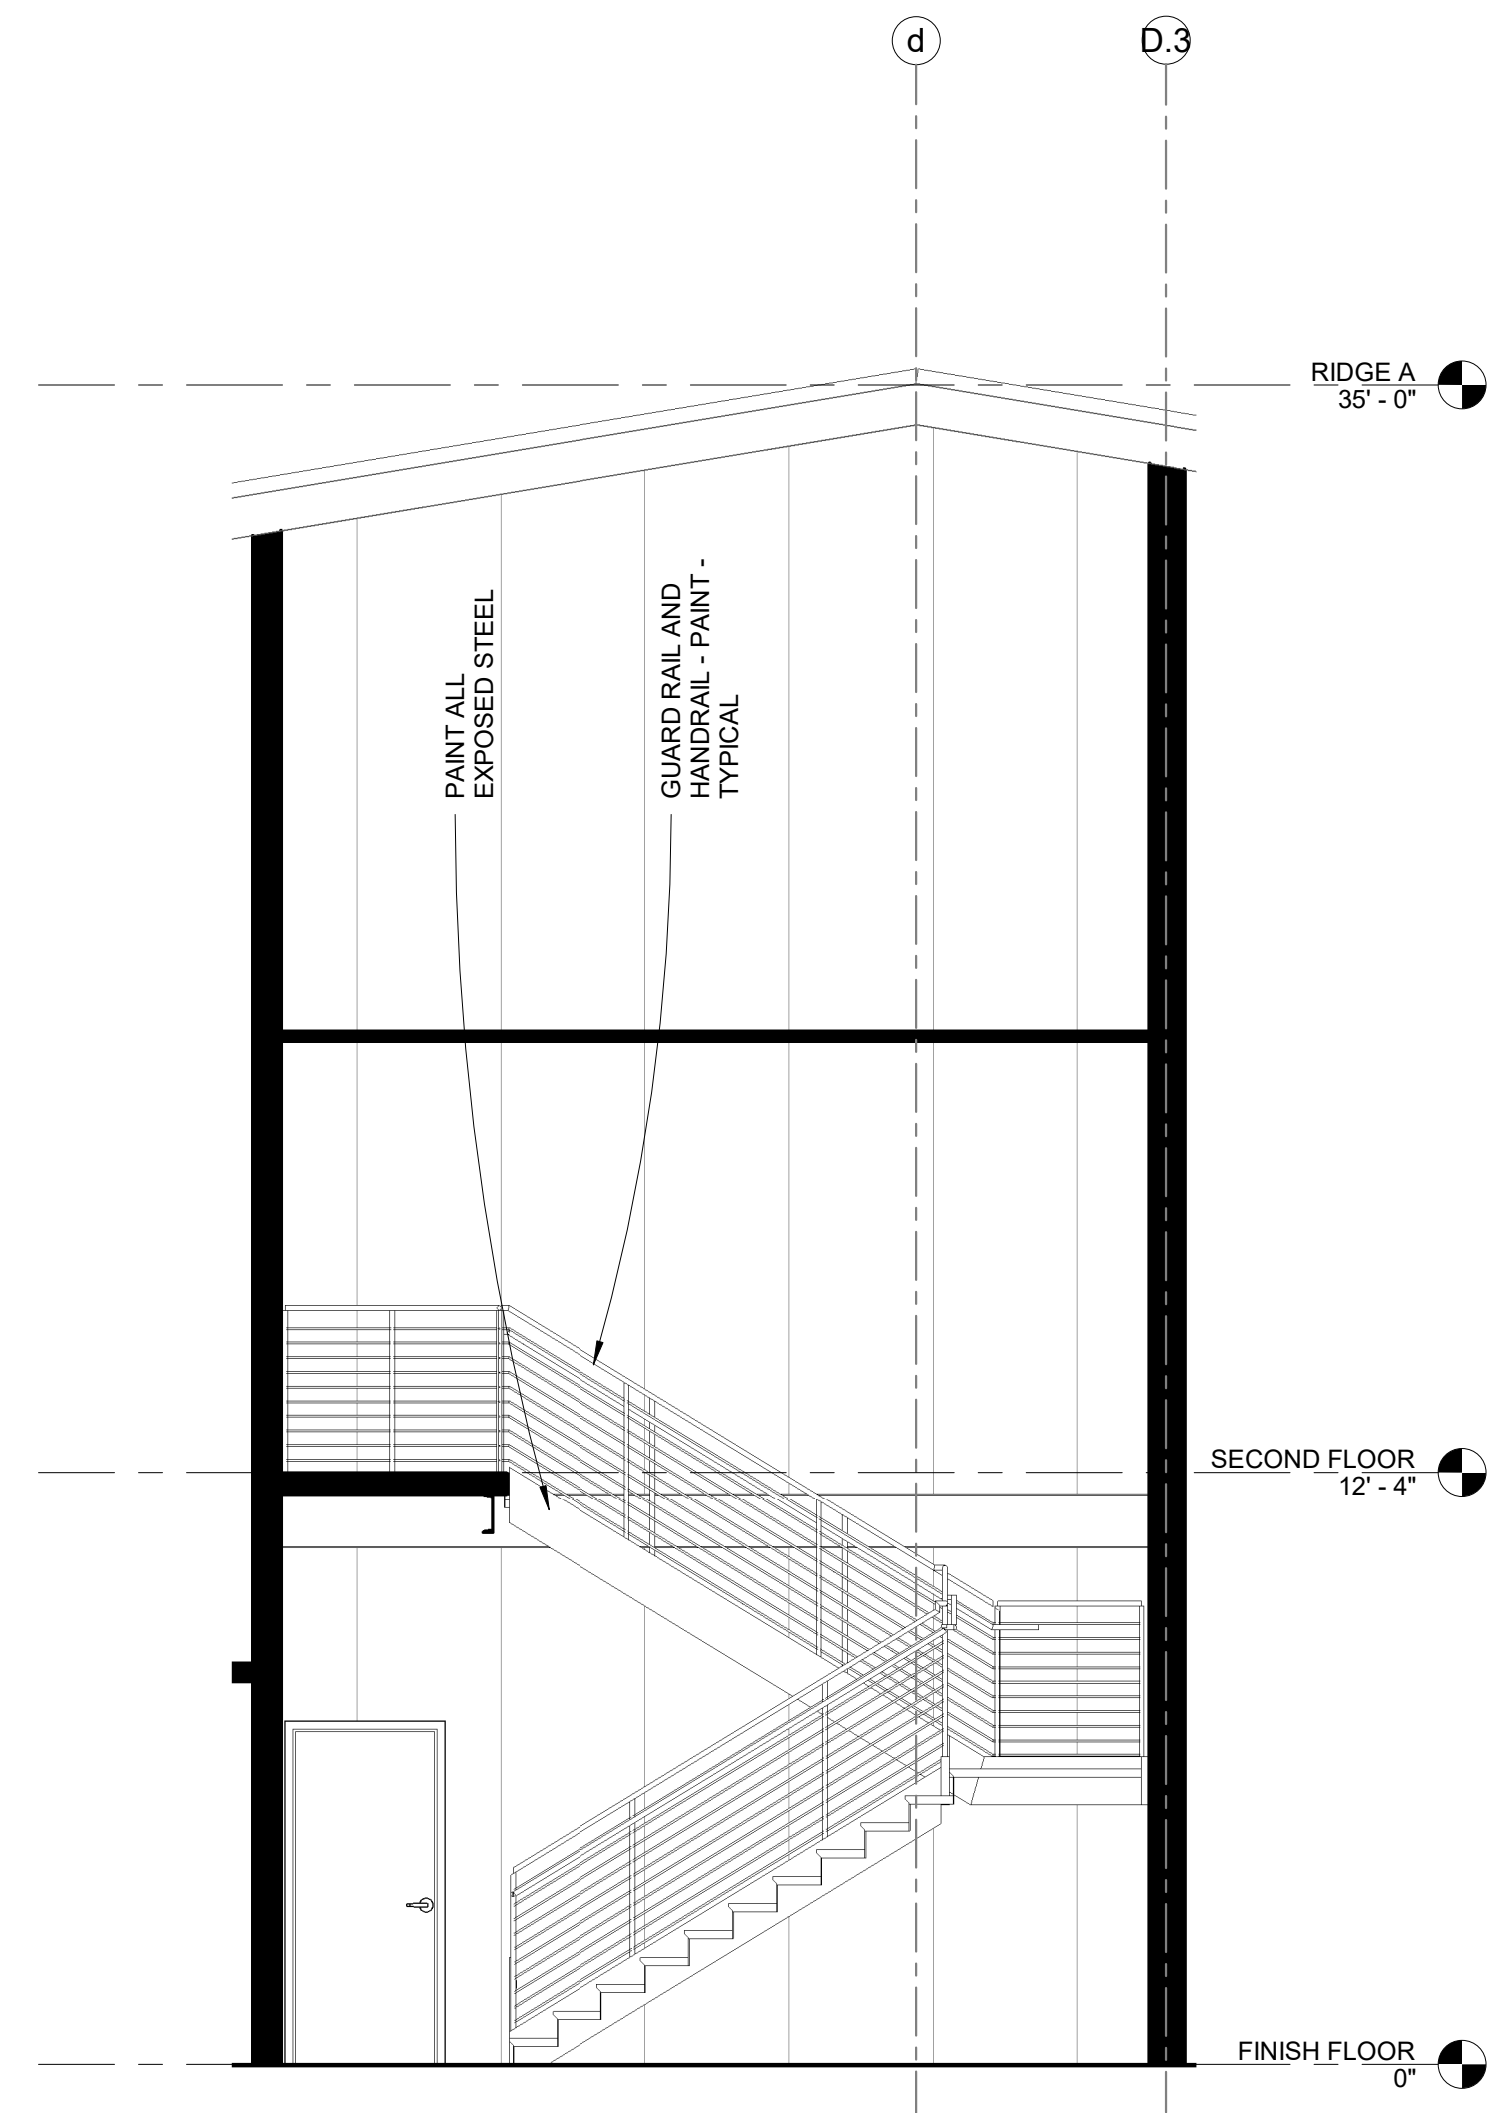 d
D.3
RIDGE A
35' - 0"
PAINT ALL
EXPOSED STEEL
GUARD RAIL AND
HANDRAIL - PAINT -
TYPICAL
SECOND FLOOR
12' - 4"
FINISH FLOOR
0"